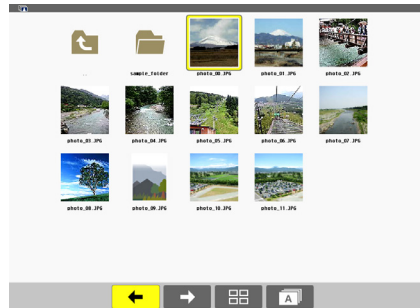 ..
sample_folder photo_00.JPG photo_01.JPG photo_02.JPG
photo_03.JPG photo_04.JPG photo_05.JPG photo_06.JPG photo_07.JPG
photo_08.JPG photo_09.JPG photo_10.JPG photo_11.JPG
A